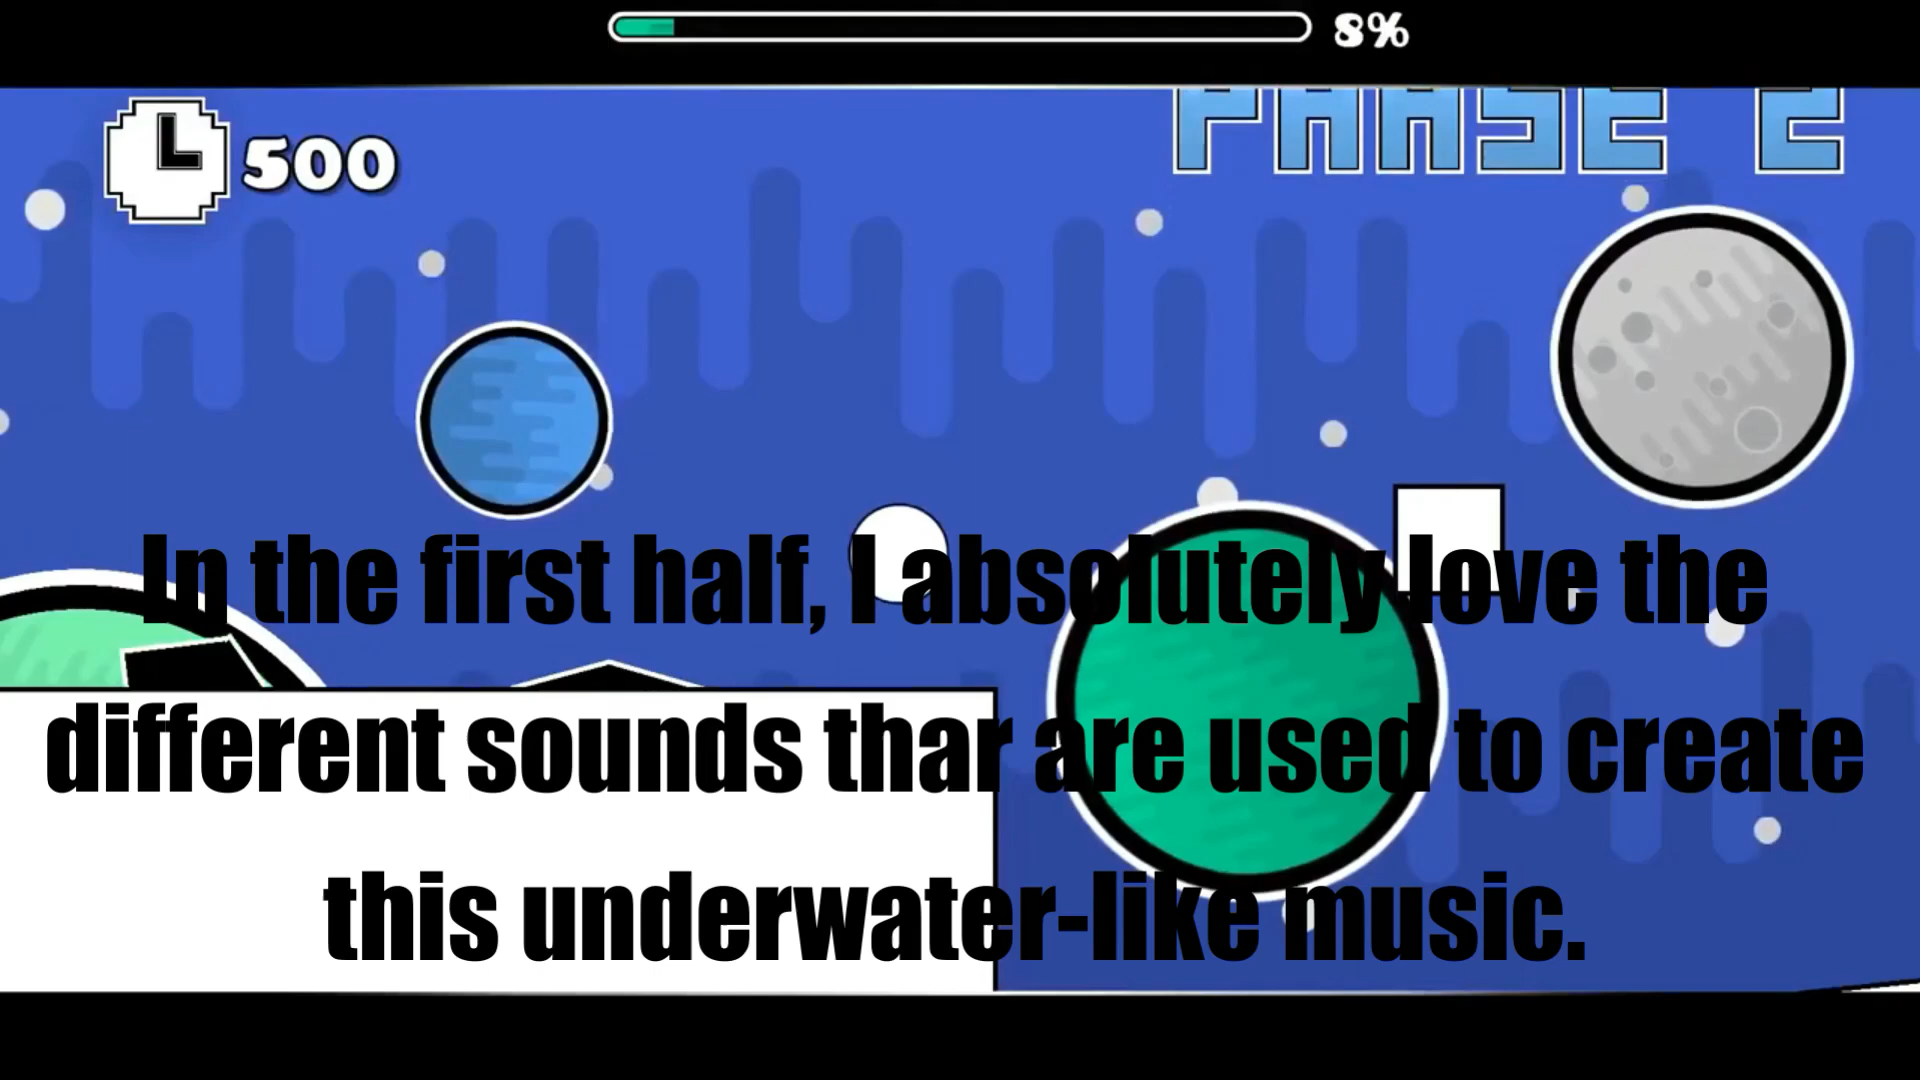 8%
500
PHASE 2
In the first half, I absolutely love the
different sounds thar are used to create
this underwater-like music.